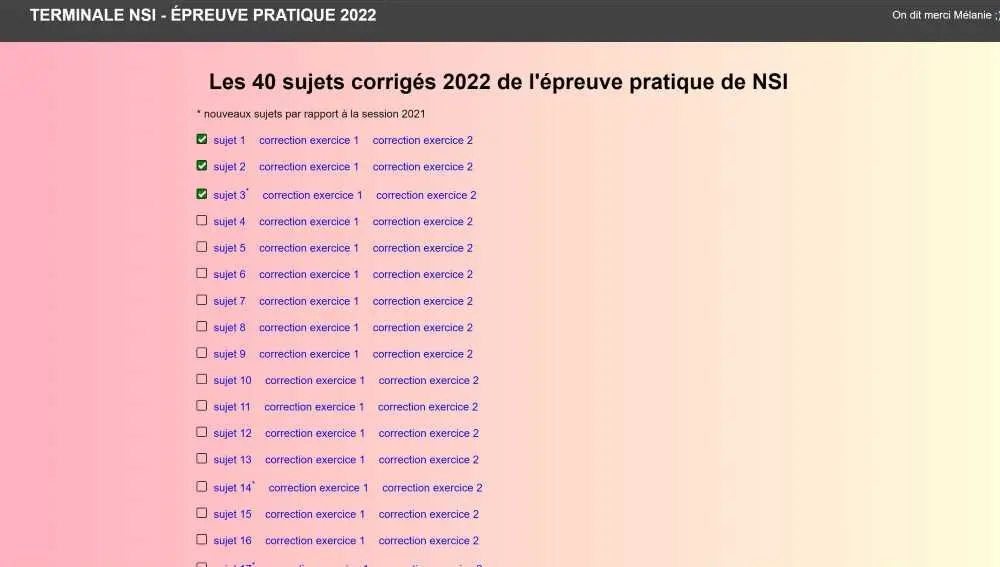 TERMINALE NSI - ÉPREUVE PRATIQUE 2022
On dit merci Mélanie ;)
Les 40 sujets corrigés 2022 de l'épreuve pratique de NSI
* nouveaux sujets par rapport à la session 2021
sujet 1 correction exercice 1 correction exercice 2
sujet 2 correction exercice 1 correction exercice 2
sujet 3* correction exercice 1 correction exercice 2
sujet 4 correction exercice 1 correction exercice 2
sujet 5 correction exercice 1 correction exercice 2
sujet 6 correction exercice 1 correction exercice 2
sujet 7 correction exercice 1 correction exercice 2
sujet 8 correction exercice 1 correction exercice 2
sujet 9 correction exercice 1 correction exercice 2
sujet 10 correction exercice 1 correction exercice 2
sujet 11 correction exercice 1 correction exercice 2
sujet 12 correction exercice 1 correction exercice 2
sujet 13 correction exercice 1 correction exercice 2
sujet 14* correction exercice 1 correction exercice 2
sujet 15 correction exercice 1 correction exercice 2
sujet 16 correction exercice 1 correction exercice 2